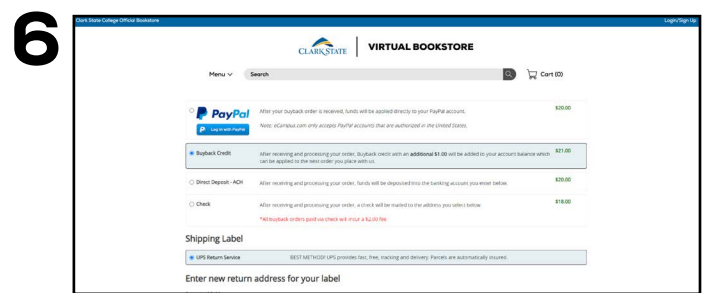 6
Clark State College Official Bookstore
Login/Sign Up
CLARK STATE
VIRTUAL BOOKSTORE
Menu
Search
Cart (0)
PayPal
After your buyback order is received, funds will be applied directly to your PayPal account.
$20.00
Log In with PayPal
Note: eCampus.com only accepts PayPal accounts that are authorized in the United States.
Buyback Credit
After receiving and processing your order, Buyback credit with an additional $1.00 will be added to your account balance which
$21.00
can be applied to the next order you place with us.
Direct Deposit - ACH
After receiving and processing your order, funds will be deposited into the banking account you enter below.
$20.00
Check
After receiving and processing your order, a check will be mailed to the address you select below.
$18.00
*All buyback orders paid via check will incur a $2.00 fee.
Shipping Label
UPS Return Service
BEST METHOD! UPS provides fast, free, tracking and delivery. Parcels are automatically insured.
Enter new return address for your label